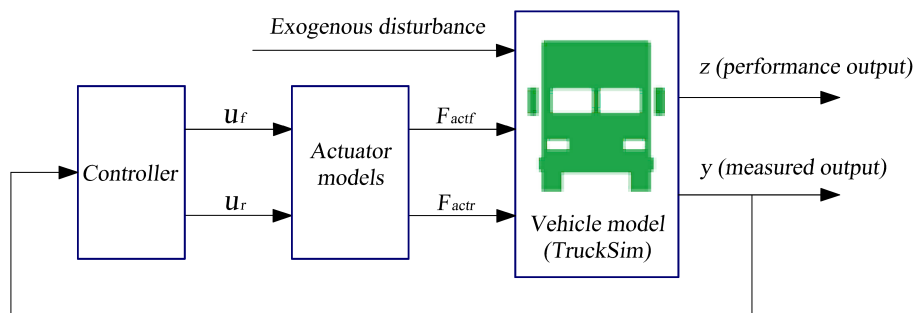 Exogenous disturbance
z (performance output)
uf
Factf
Controller
Actuator
models
y (measured output)
ur
Factr
Vehicle model
(TruckSim)